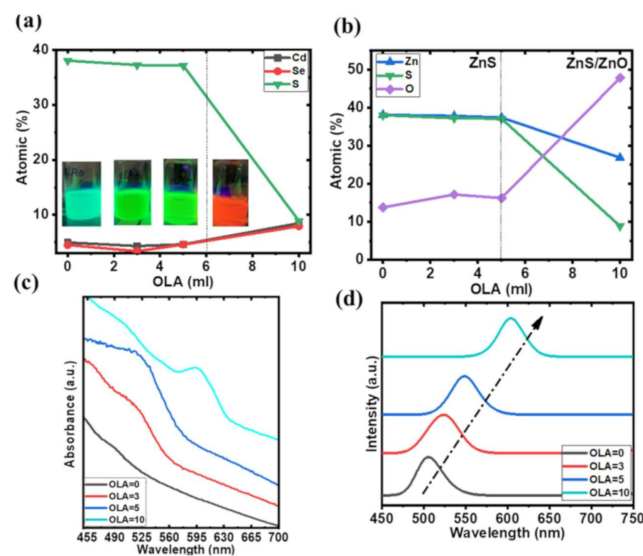 (a)
40
30
20
10
0 2 4 6 8 10
Atomic (%)
OLA (ml)
Cd
Se
S
(b)
50
40
30
20
10
0
0 2 4 6 8 10
Atomic (%)
OLA (ml)
Zn
S
O
ZnS
ZnS/ZnO
(c)
Absorbance (a.u.)
OLA=0
OLA=3
OLA=5
OLA=10
455 490 525 560 595 630 665 700
Wavelength (nm)
(d)
Intensity (a.u.)
OLA=0
OLA=3
OLA=5
OLA=10
450 500 550 600 650 700 750
Wavelength (nm)